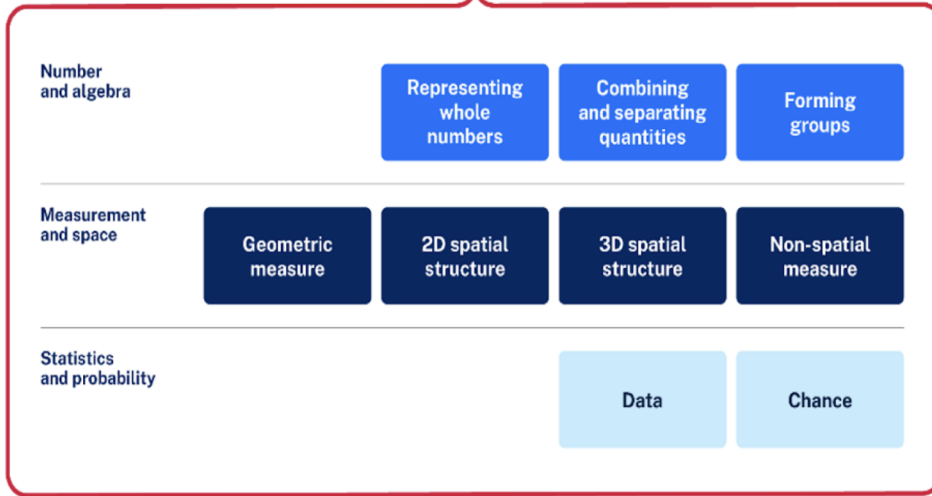 Number
and algebra
Representing
whole
numbers
Combining
and separating
quantities
Forming
groups
Measurement
and space
Geometric
measure
2D spatial
structure
3D spatial
structure
Non-spatial
measure
Statistics
and probability
Data
Chance